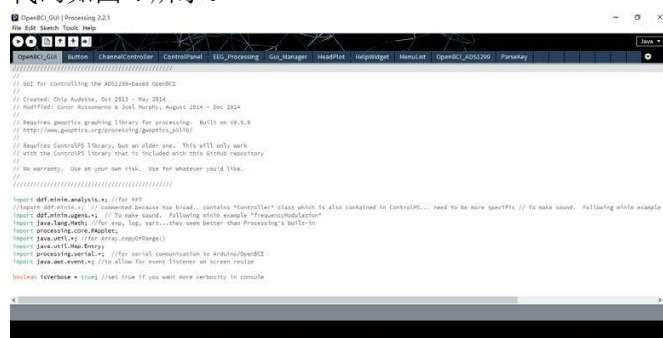 OpenBCI_GUI | Processing 2.2.1
File Edit Sketch Tools Help
Java
OpenBCI_GUI Button ChannelController ControlPanel EEG_Processing Gui_Manager HeadPlot HelpWidget MenuList OpenBCI_ADS1299 ParseKey
////////////////////////////////////////////////
//
// GUI for controlling the ADS1299-based OpenBCI
//
// Created: Chip Audette, Oct 2013 - May 2014
// Modified: Conor Russomanno & Joel Murphy, August 2014 - Dec 2014
//
// Requires gwoptics graphing library for processing. Built on V0.5.0
// http://www.gwoptics.org/processing/gwoptics_p5lib/
//
// Requires ControlP5 library, but an older one. This will only work
// with the ControlP5 library that is included with this GitHub repository
//
// No warranty. Use at your own risk. Use for whatever you'd like.
//
////////////////////////////////////////////////
import ddf.minim.analysis.*; //for FFT
//import ddf.minim.*; // commented because too broad.. contains "Controller" class which is also contained in ControlP5... need to be more specific // To make sound. Following minim example
import ddf.minim.ugens.*; // To make sound. Following minim example "frequencyModulation"
import java.lang.Math; //for exp, log, sqrt...they seem better than Processing's built-in
import processing.core.PApplet;
import java.util.*; //for Array.copyOfRange()
import java.util.Map.Entry;
import processing.serial.*; //for serial communication to Arduino/OpenBCI
import java.awt.event.*; //to allow for event listener on screen resize
boolean isVerbose = true; //set true if you want more verbosity in console